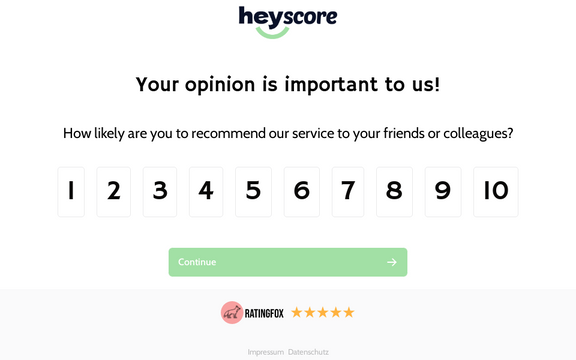 heyscore
Your opinion is important to us!
How likely are you to recommend our service to your friends or colleagues?
1 2 3 4 5 6 7 8 9 10
Continue
RATINGFOX
Impressum Datenschutz